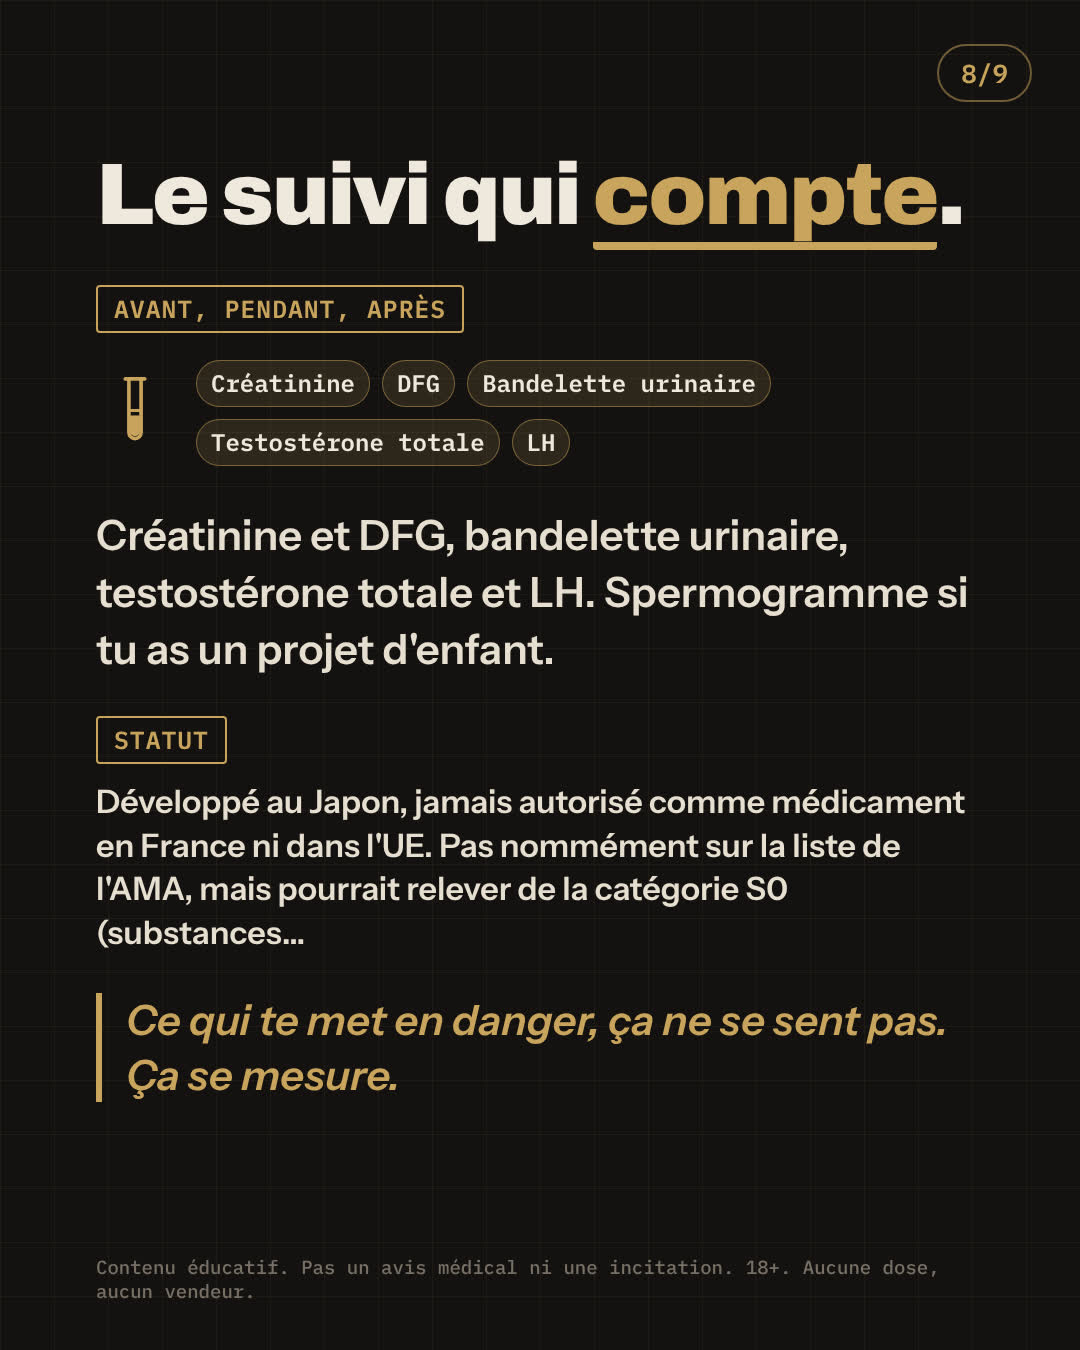 8/9
Le suivi qui compte.
AVANT, PENDANT, APRÈS
Créatinine DFG Bandelette urinaire
Testostérone totale LH
Créatinine et DFG, bandelette urinaire,
testostérone totale et LH. Spermogramme si
tu as un projet d'enfant.
STATUT
Développé au Japon, jamais autorisé comme médicament
en France ni dans l'UE. Pas nommément sur la liste de
l'AMA, mais pourrait relever de la catégorie S0
(substances...
Ce qui te met en danger, ça ne se sent pas.
Ça se mesure.
Contenu éducatif. Pas un avis médical ni une incitation. 18+. Aucune dose,
aucun vendeur.